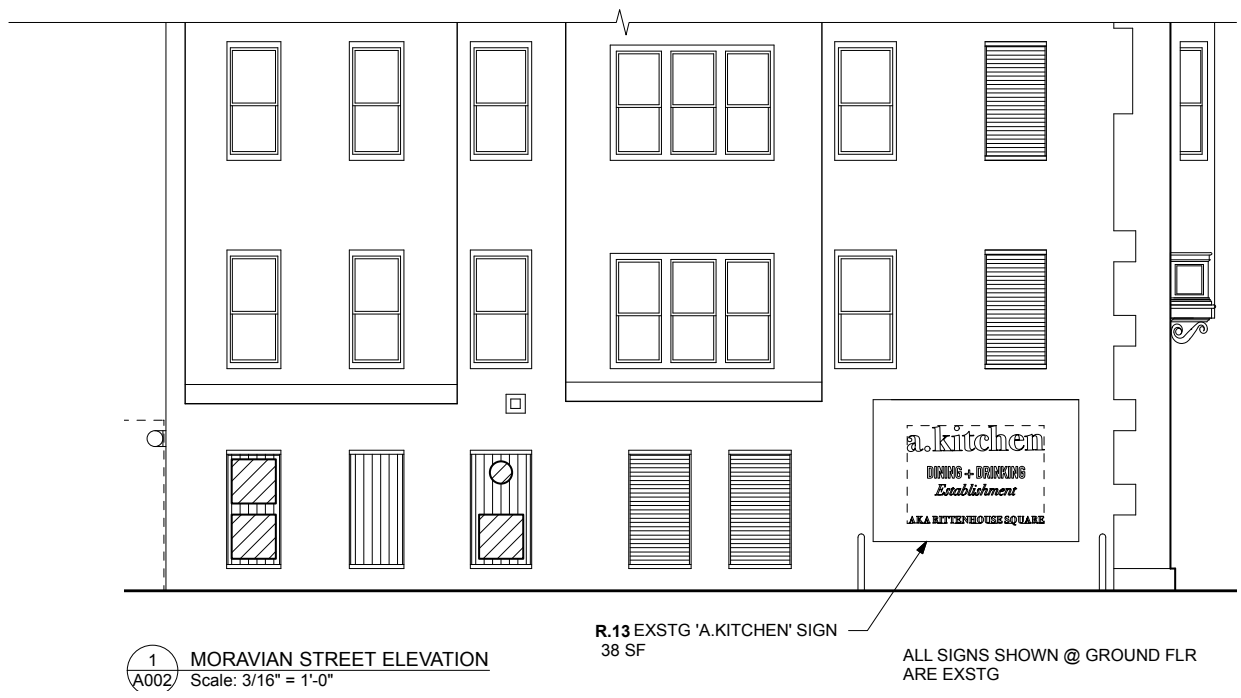 a.kitchen
DINING + DRINKING
Establishment
AKA RITTENHOUSE SQUARE
R.13 EXSTG 'A.KITCHEN' SIGN
38 SF
ALL SIGNS SHOWN @ GROUND FLR
ARE EXSTG
1
A002
MORAVIAN STREET ELEVATION
Scale: 3/16" = 1'-0"